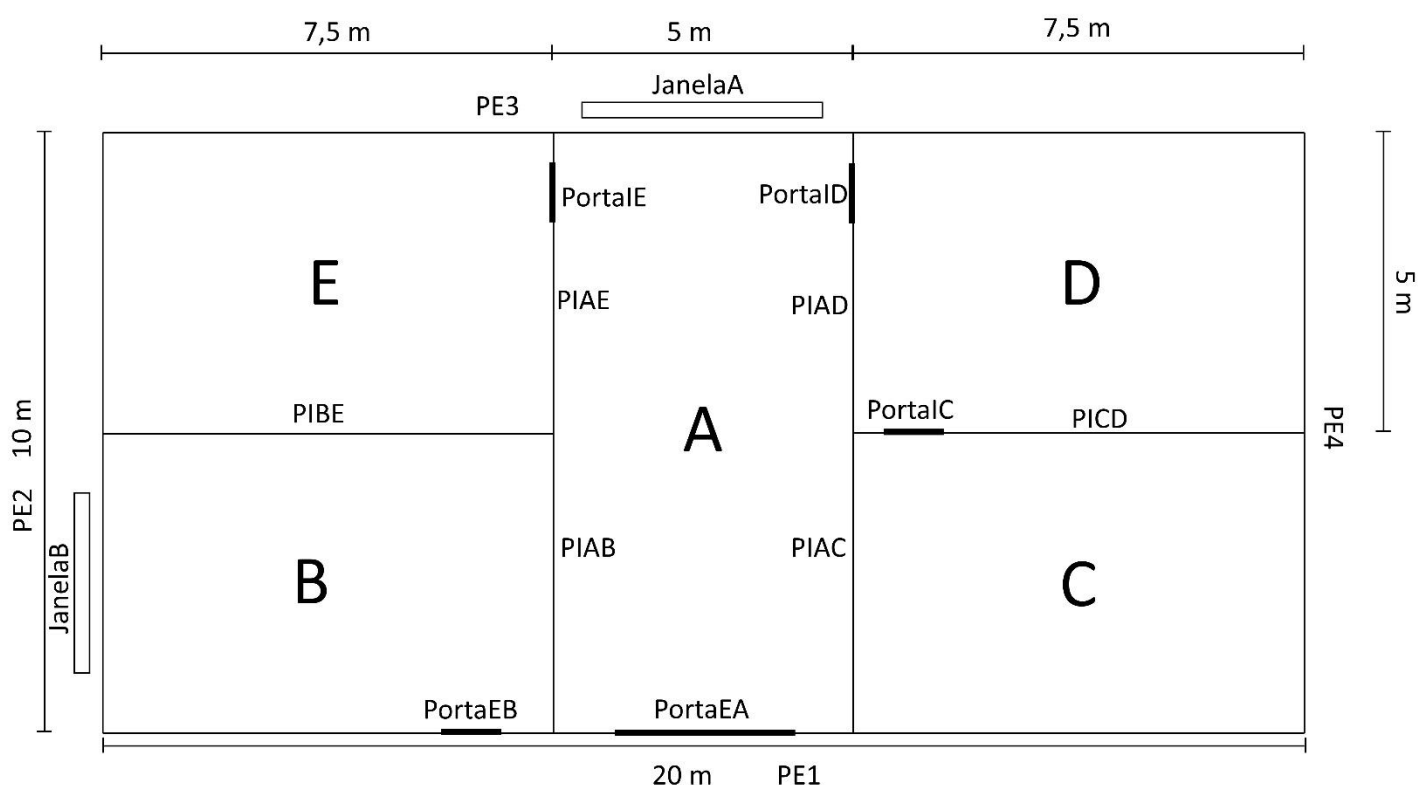 7,5 m
5 m
7,5 m
JanelaA
PE3
PortaIE
PortaID
E
D
PIAE
PIAD
5 m
PortaIC
PIBE
A
PICD
10 m
PE4
PE2
JanelaB
B
PIAB
PIAC
C
PortaEB
PortaEA
20 m
PE1